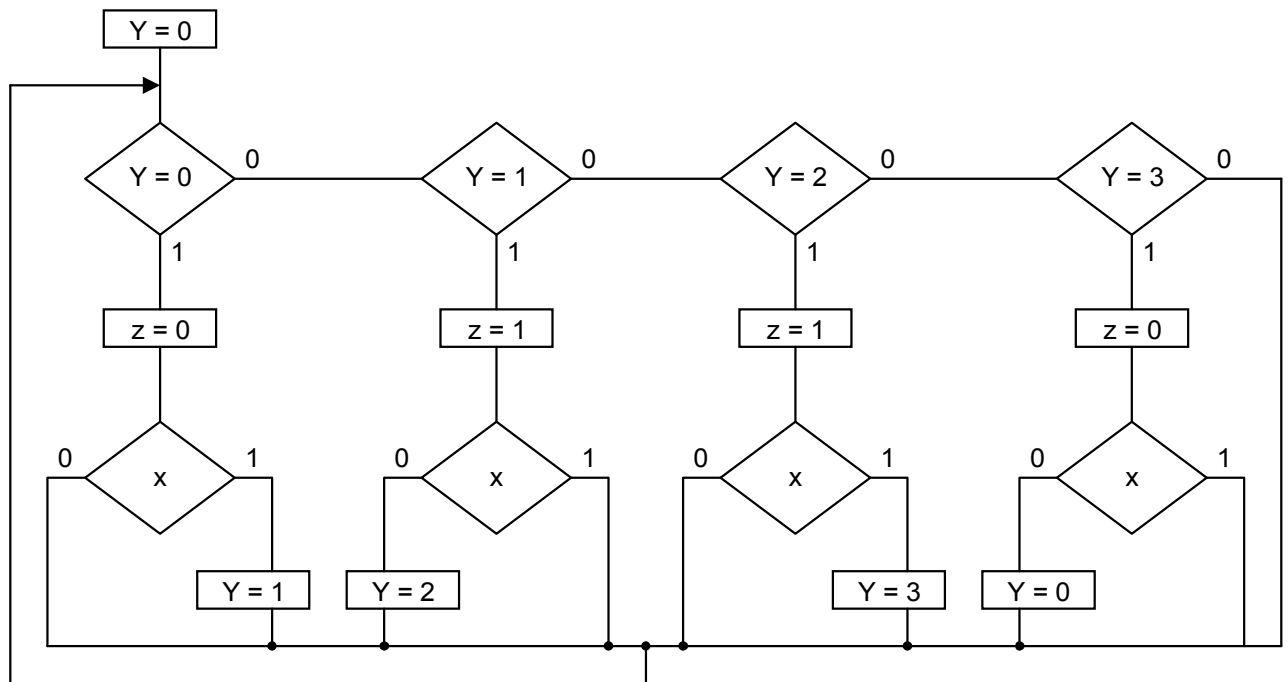 Y = 0
Y = 0 0 Y = 1 0 Y = 2 0 Y = 3 0
1 1 1 1
z = 0 z = 1 z = 1 z = 0
0 x 1 0 x 1 0 x 1 0 x 1
Y = 1 Y = 2 Y = 3 Y = 0